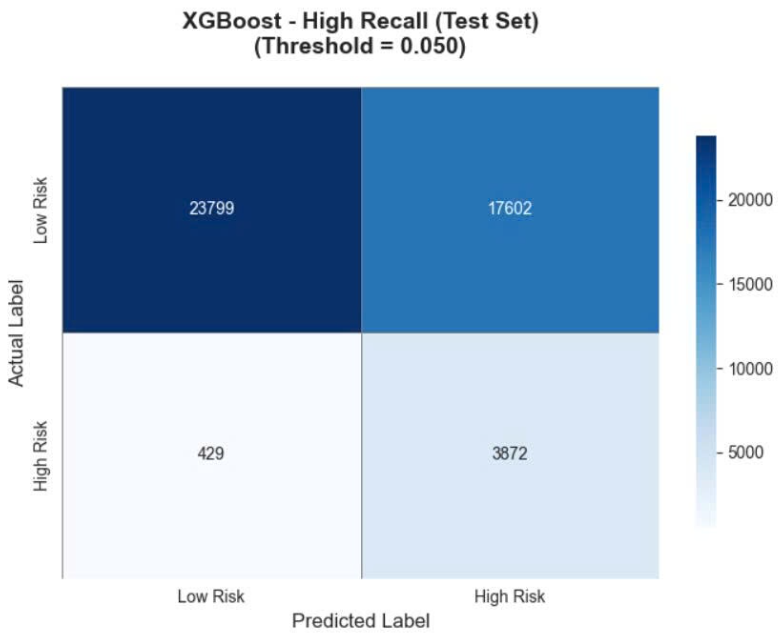 XGBoost - High Recall (Test Set)
(Threshold = 0.050)
Actual Label
Low Risk
High Risk
23799
17602
429
3872
Low Risk
High Risk
Predicted Label
20000
15000
10000
5000